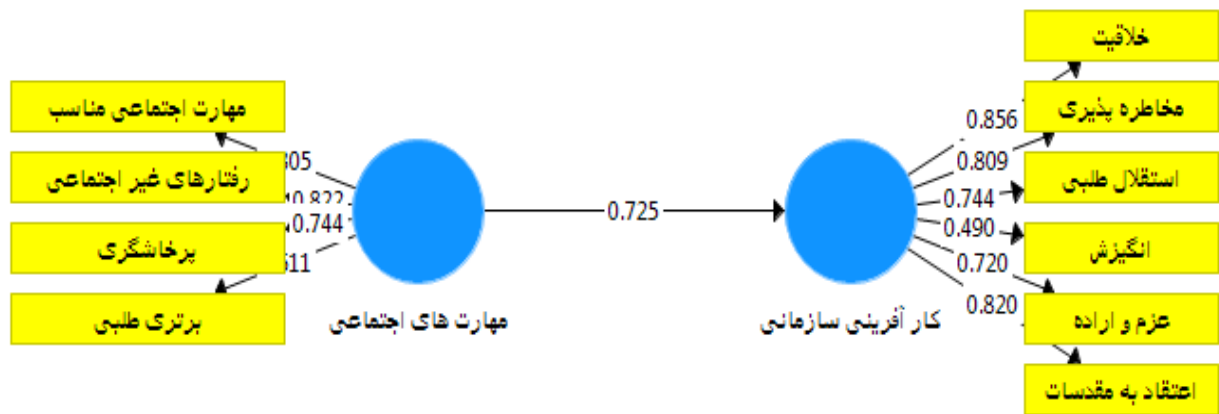 خلاقیت
مخاطره پذیری
استقلال طلبی
انگیزش
عزم و اراده
اعتقاد به مقدسات
0.856
0.809
0.744
0.490
0.720
0.820
کار آفرینی سازمانی
0.725
مهارت های اجتماعی
مهارت اجتماعی مناسب
رفتارهای غیر اجتماعی
پرخاشگری
برتری طلبی
0.822
0.744